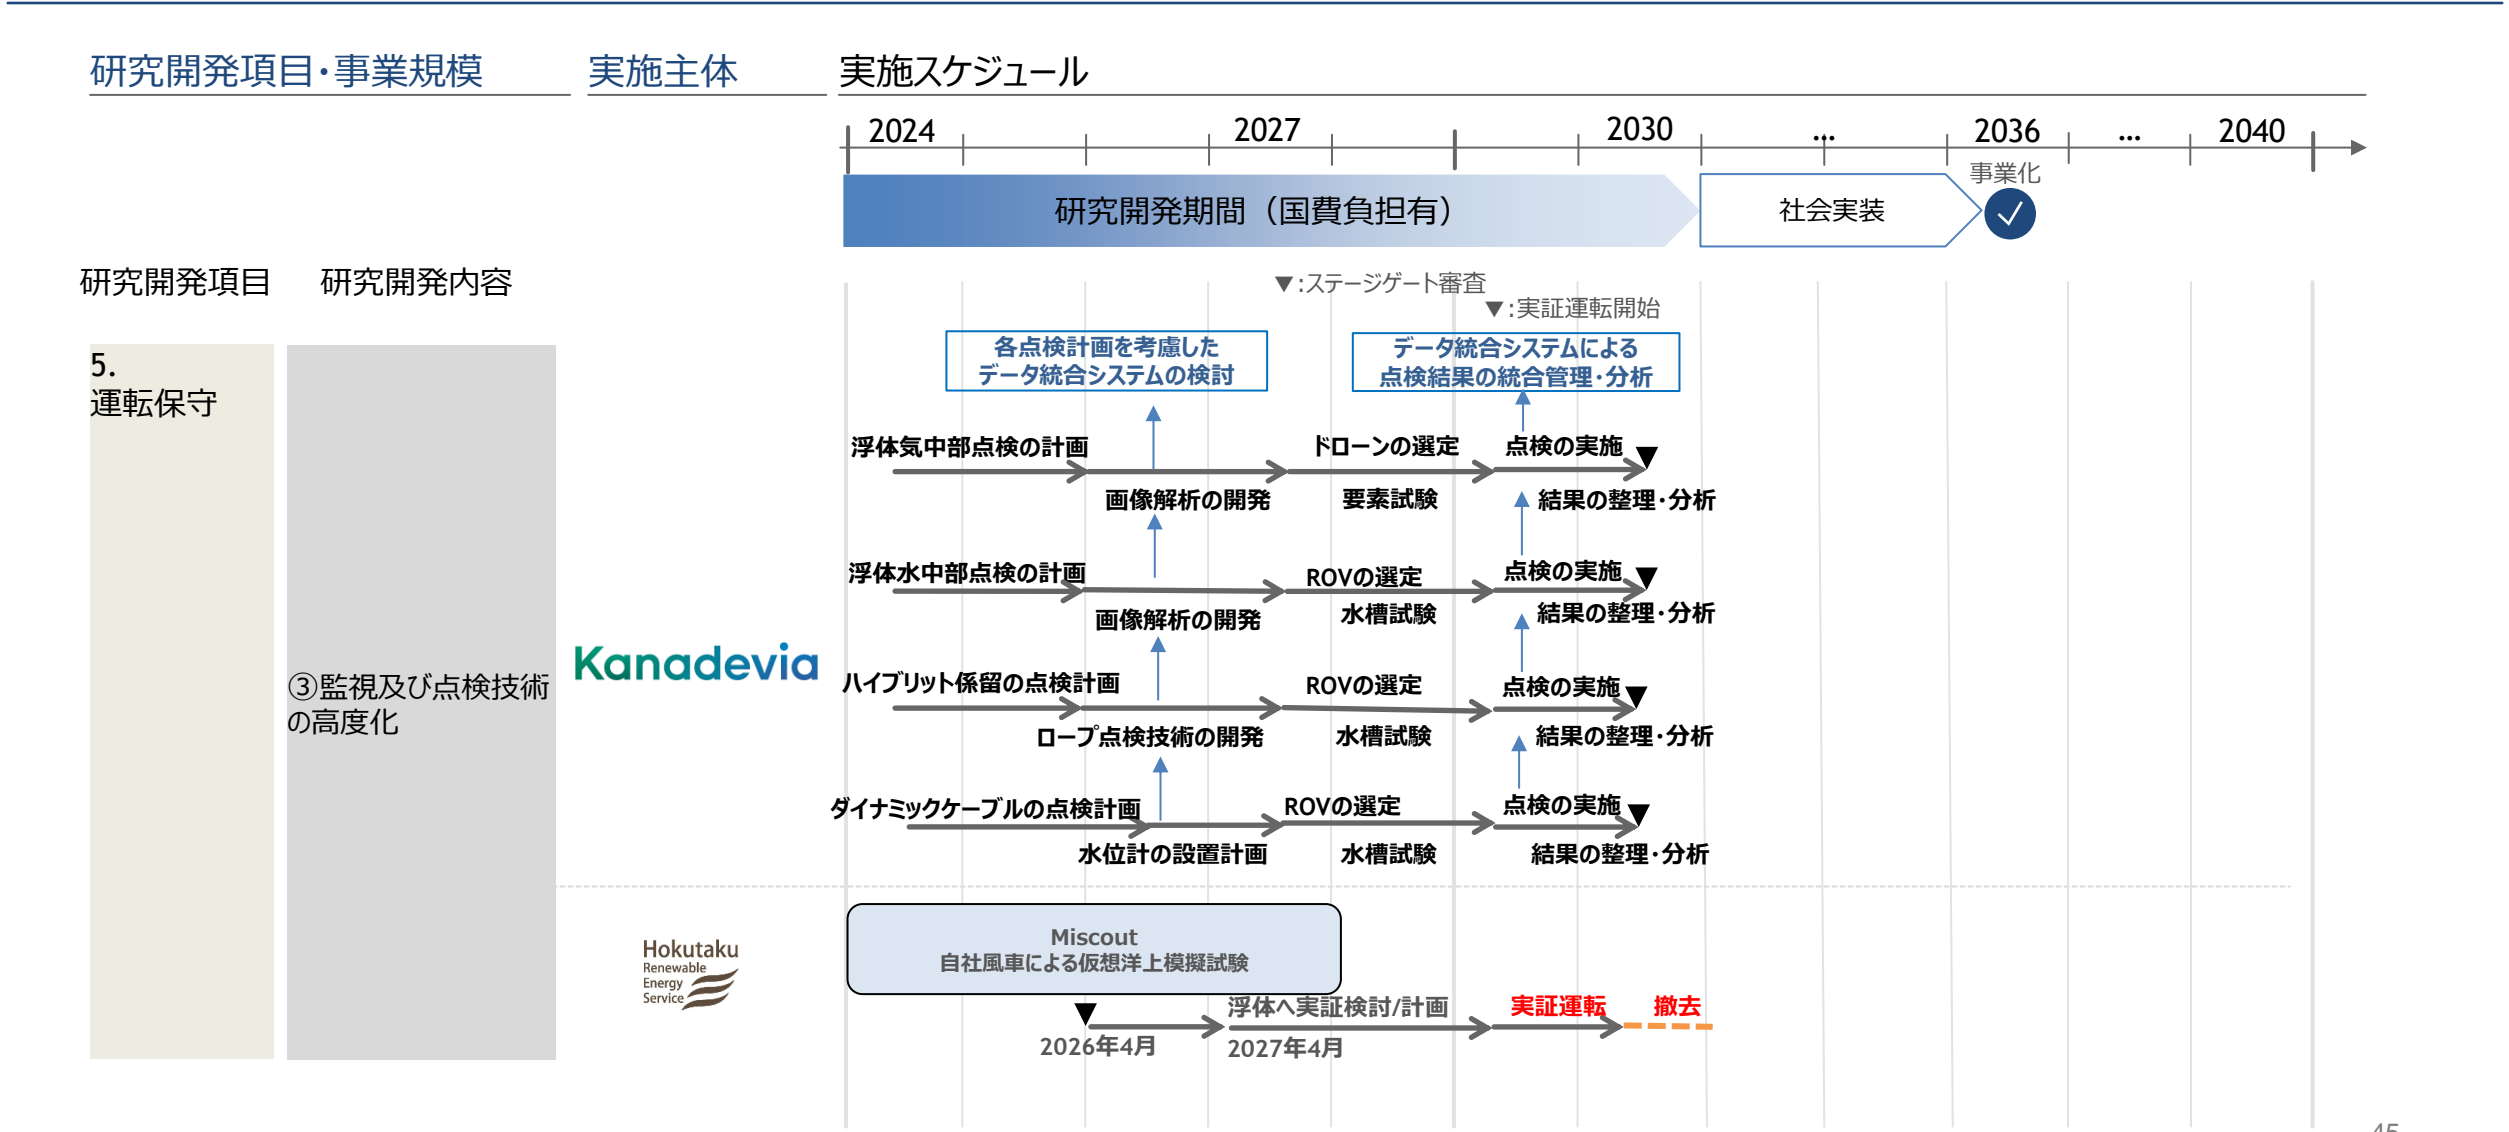 研究開発項目・事業規模
実施主体
実施スケジュール
2024
2027
2030
…
2036
…
2040
事業化
研究開発期間（国費負担有）
社会実装
研究開発項目
研究開発内容
▼:ステージゲート審査
▼:実証運転開始
5.
運転保守
③監視及び点検技術
の高度化
Kanadevia
各点検計画を考慮した
データ統合システムの検討
データ統合システムによる
点検結果の統合管理・分析
浮体気中部点検の計画
ドローンの選定
点検の実施
画像解析の開発
要素試験
結果の整理・分析
浮体水中部点検の計画
ROVの選定
点検の実施
画像解析の開発
水槽試験
結果の整理・分析
ハイブリット係留の点検計画
ROVの選定
点検の実施
ロープ点検技術の開発
水槽試験
結果の整理・分析
ダイナミックケーブルの点検計画
ROVの選定
点検の実施
水位計の設置計画
水槽試験
結果の整理・分析
Hokutaku
Renewable
Energy
Service
Miscout
自社風車による仮想洋上模擬試験
浮体へ実証検討/計画
実証運転
撤去
2026年4月
2027年4月